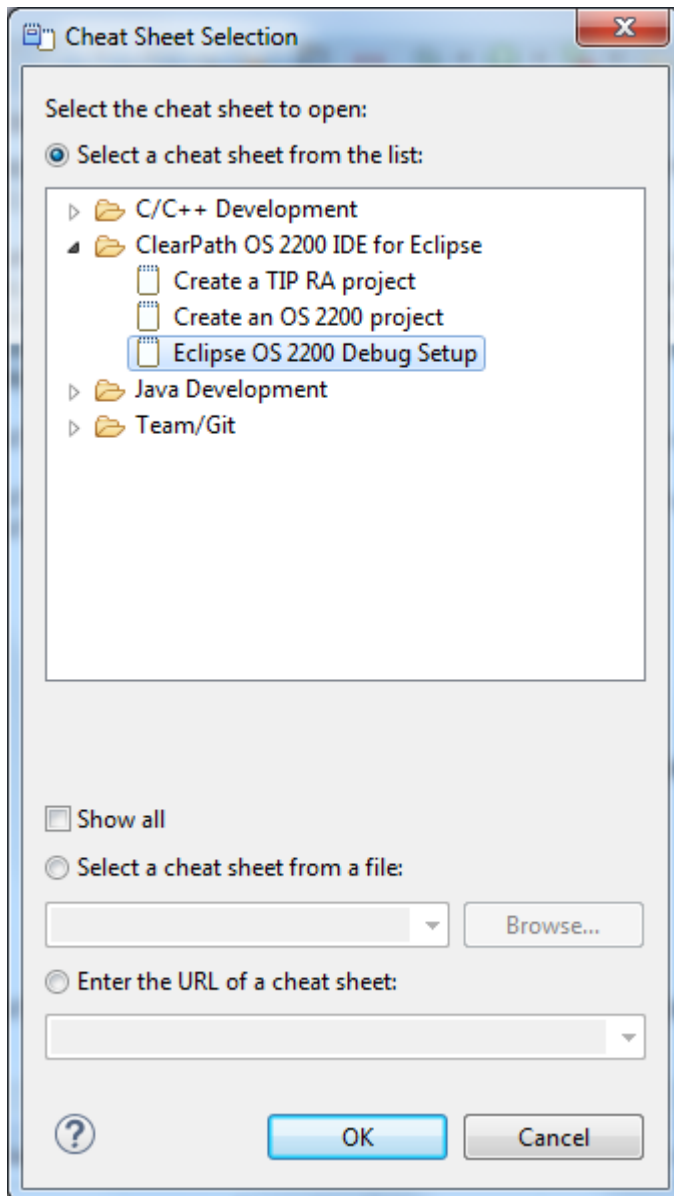 Cheat Sheet Selection
Select the cheat sheet to open:
Select a cheat sheet from the list:
C/C++ Development
ClearPath OS 2200 IDE for Eclipse
Create a TIP RA project
Create an OS 2200 project
Eclipse OS 2200 Debug Setup
Java Development
Team/Git
Show all
Select a cheat sheet from a file:
Browse...
Enter the URL of a cheat sheet:
OK Cancel